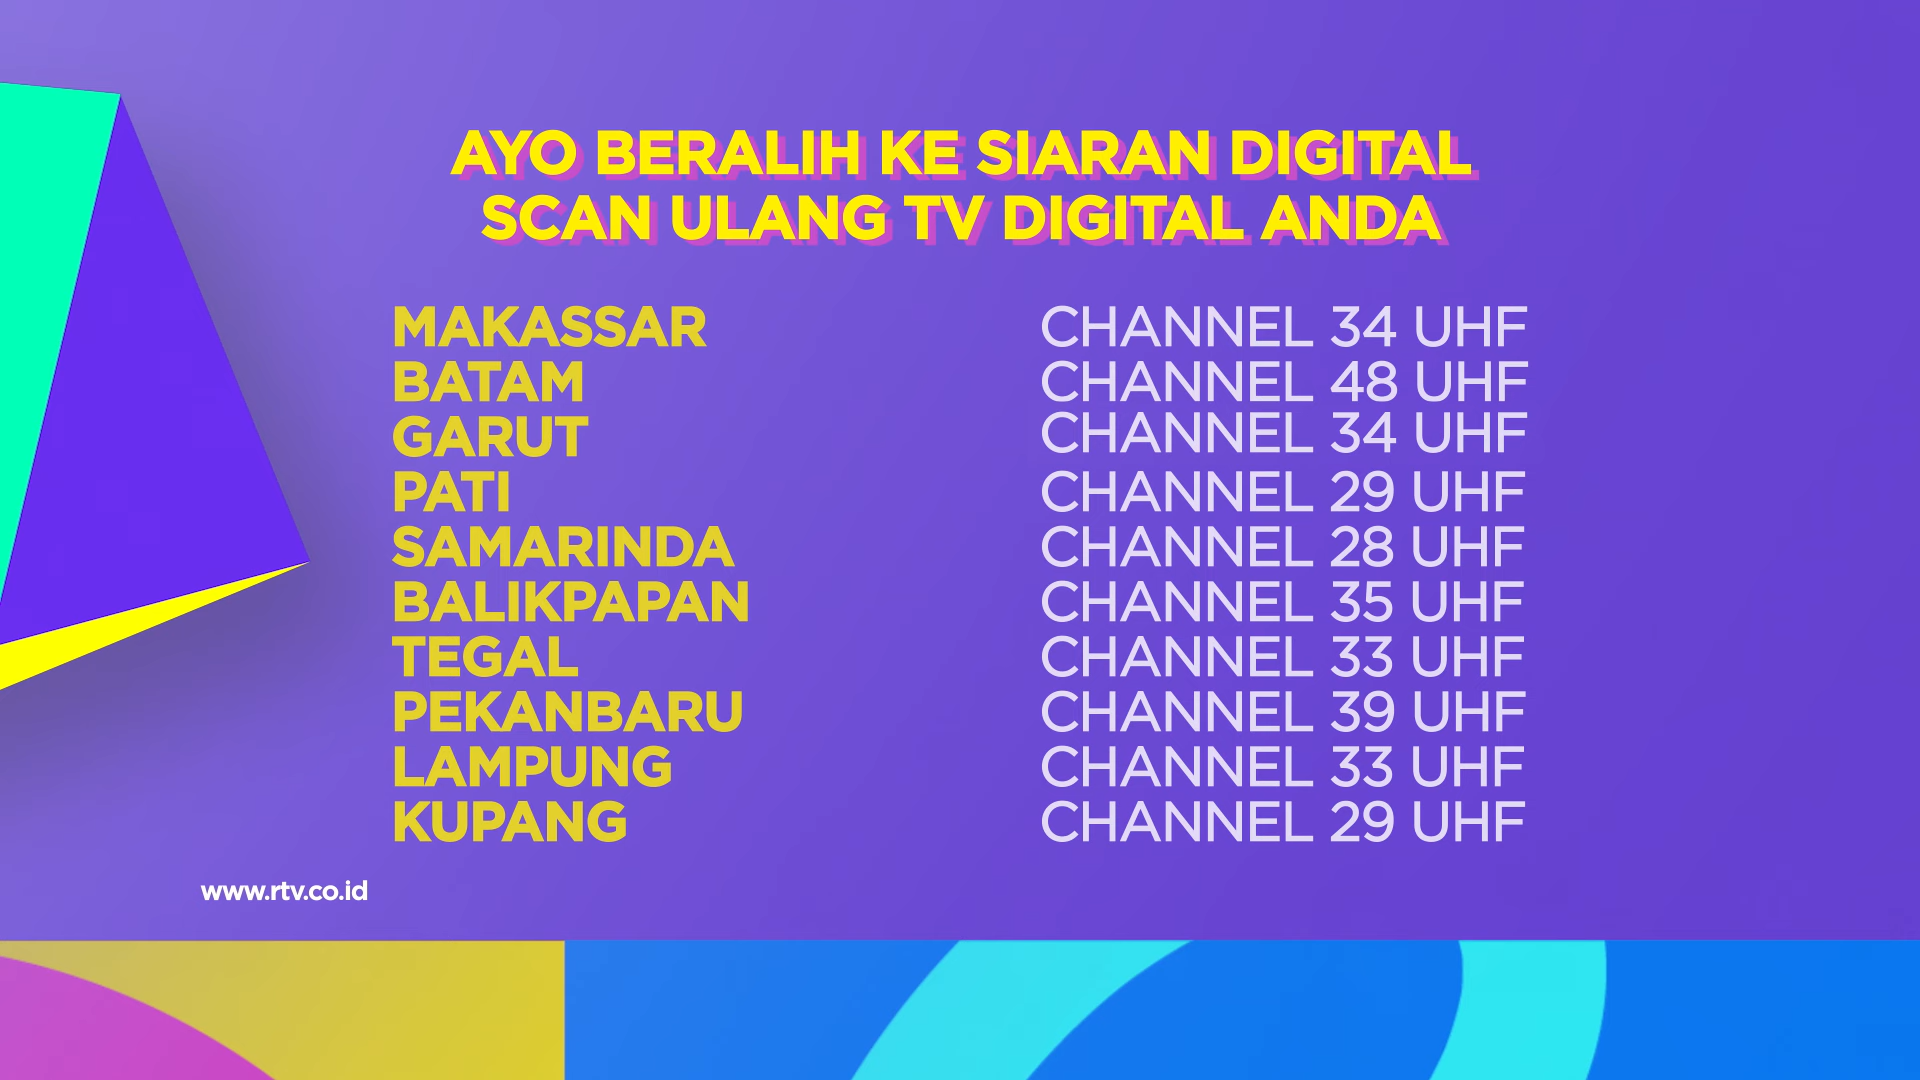 AYO BERALIH KE SIARAN DIGITAL
SCAN ULANG TV DIGITAL ANDA
MAKASSAR CHANNEL 34 UHF
BATAM CHANNEL 48 UHF
GARUT CHANNEL 34 UHF
PATI CHANNEL 29 UHF
SAMARINDA CHANNEL 28 UHF
BALIKPAPAN CHANNEL 35 UHF
TEGAL CHANNEL 33 UHF
PEKANBARU CHANNEL 39 UHF
LAMPUNG CHANNEL 33 UHF
KUPANG CHANNEL 29 UHF
www.rtv.co.id